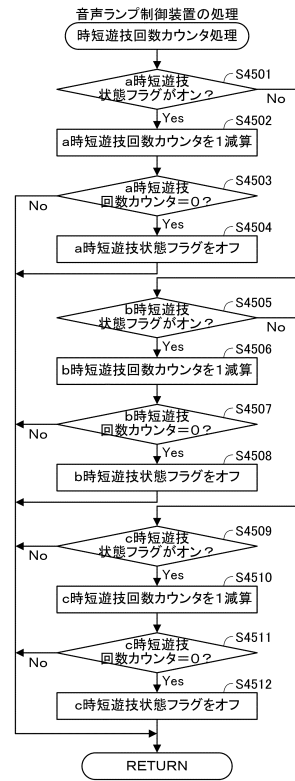 音声ランプ制御装置の処理
時短遊技回数カウンタ処理
a時短遊技
状態フラグがオン?
S4501
No
Yes
S4502
a時短遊技回数カウンタを1減算
a時短遊技
回数カウンタ=0?
S4503
No
Yes
S4504
a時短遊技状態フラグをオフ
b時短遊技
状態フラグがオン?
S4505
No
Yes
S4506
b時短遊技回数カウンタを1減算
b時短遊技
回数カウンタ=0?
S4507
No
Yes
S4508
b時短遊技状態フラグをオフ
c時短遊技
状態フラグがオン?
S4509
No
Yes
S4510
c時短遊技回数カウンタを1減算
c時短遊技
回数カウンタ=0?
S4511
No
Yes
S4512
c時短遊技状態フラグをオフ
RETURN